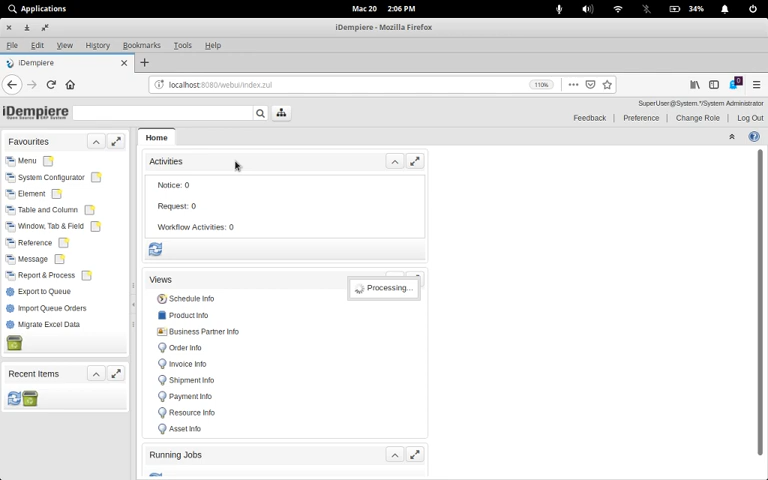 Applications
Mac 20 2:06 PM
34%
iDempiere - Mozilla Firefox
File Edit View History Bookmarks Tools Help
iDempiere
localhost:8080/webui/index.zul
110%
0
iDempiere
SuperUser@System.*/System Administrator
Feedback Preference Change Role Log Out
Favourites
Menu
System Configurator
Element
Table and Column
Window, Tab & Field
Reference
Message
Report & Process
Export to Queue
Import Queue Orders
Migrate Excel Data
Recent Items
Home
Activities
Notice: 0
Request: 0
Workflow Activities: 0
Views
Processing...
Schedule Info
Product Info
Business Partner Info
Order Info
Invoice Info
Shipment Info
Payment Info
Resource Info
Asset Info
Running Jobs